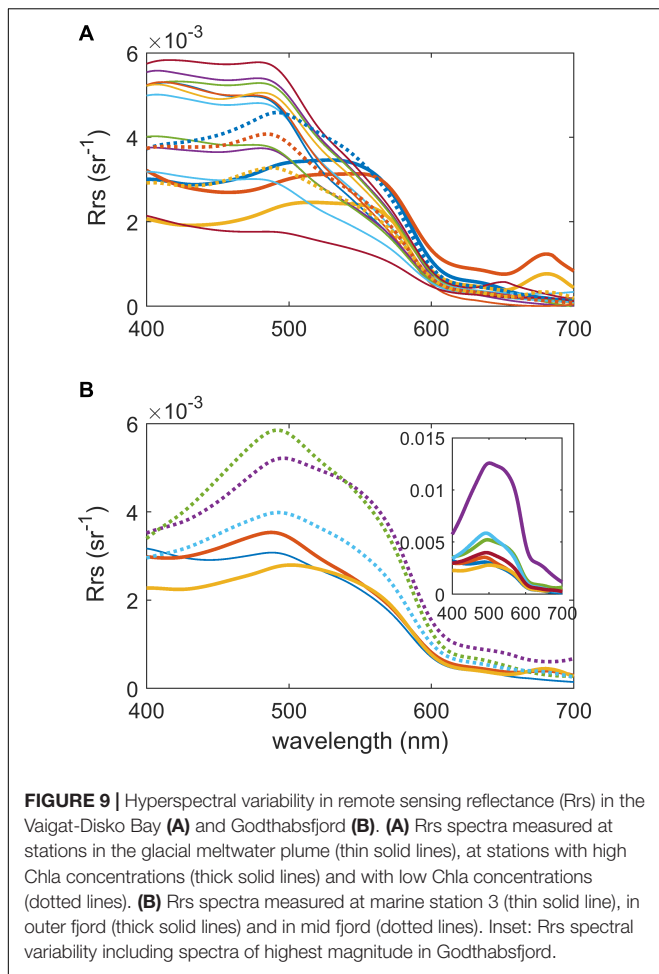 A
×10⁻³
6
4
2
0
Rrs (sr⁻¹)
400 500 600 700
B
×10⁻³
6
4
2
0
Rrs (sr⁻¹)
0.015
0.01
0.005
0
400 500 600 700
400 500 600 700
wavelength (nm)
FIGURE 9 | Hyperspectral variability in remote sensing reflectance (Rrs) in the
Vaigat-Disko Bay (A) and Godthabsfjord (B). (A) Rrs spectra measured at
stations in the glacial meltwater plume (thin solid lines), at stations with high
Chla concentrations (thick solid lines) and with low Chla concentrations
(dotted lines). (B) Rrs spectra measured at marine station 3 (thin solid line), in
outer fjord (thick solid lines) and in mid fjord (dotted lines). Inset: Rrs spectral
variability including spectra of highest magnitude in Godthabsfjord.